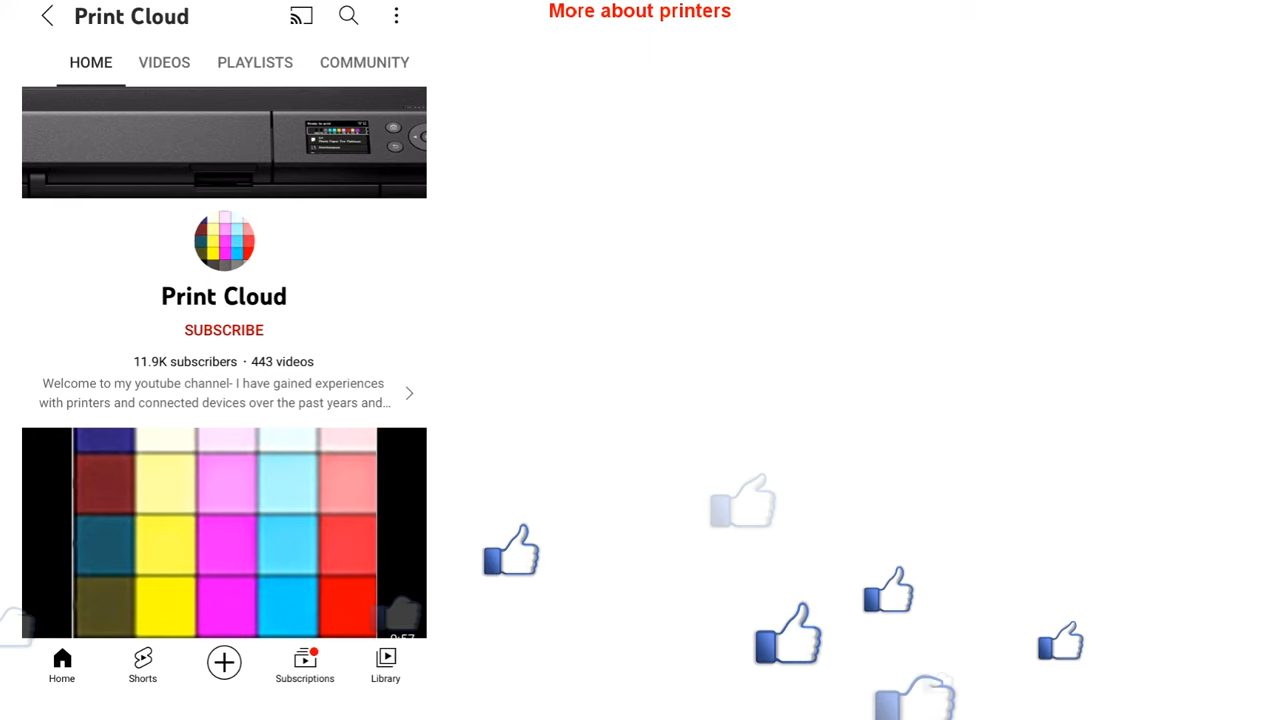 Print Cloud
More about printers
HOME VIDEOS PLAYLISTS COMMUNITY
Print Cloud
SUBSCRIBE
11.9K subscribers · 443 videos
Welcome to my youtube channel- I have gained experiences
with printers and connected devices over the past years and…
Home Shorts Subscriptions Library